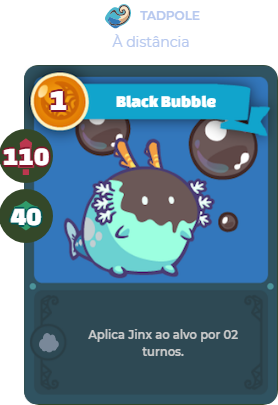 TADPOLE
À distância
1
Black Bubble
110
40
Aplica Jinx ao alvo por 02
turnos.